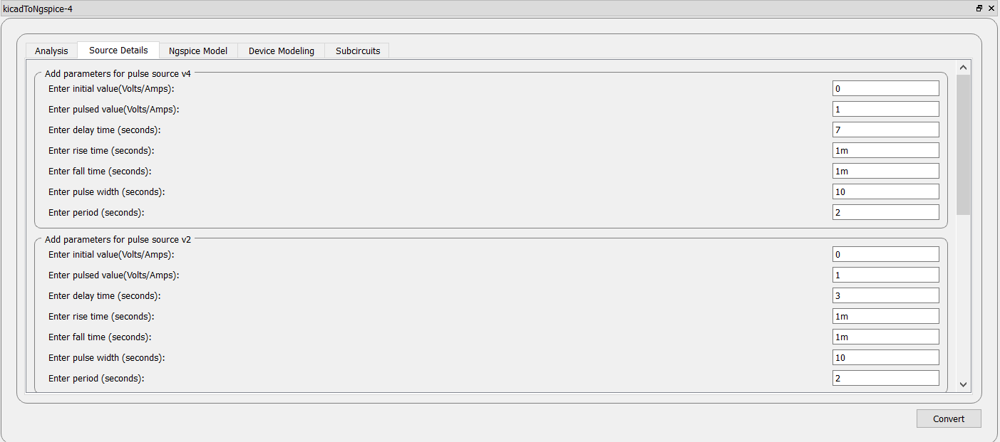 kicadToNgspice-4
Analysis Source Details Ngspice Model Device Modeling Subcircuits
Add parameters for pulse source v4
Enter initial value(Volts/Amps): 0
Enter pulsed value(Volts/Amps): 1
Enter delay time (seconds): 7
Enter rise time (seconds): 1m
Enter fall time (seconds): 1m
Enter pulse width (seconds): 10
Enter period (seconds): 2
Add parameters for pulse source v2
Enter initial value(Volts/Amps): 0
Enter pulsed value(Volts/Amps): 1
Enter delay time (seconds): 3
Enter rise time (seconds): 1m
Enter fall time (seconds): 1m
Enter pulse width (seconds): 10
Enter period (seconds): 2
Convert